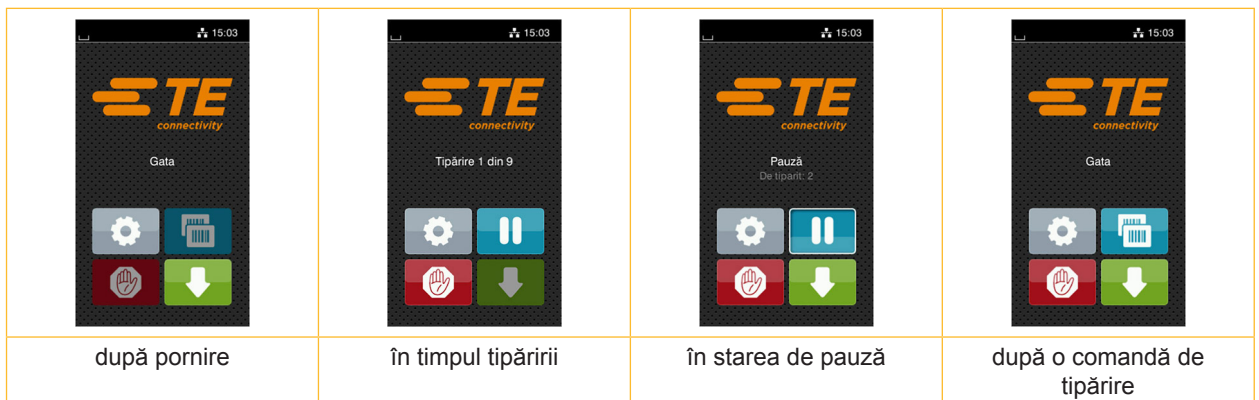 15:03
TE
connectivity
Gata
15:03
TE
connectivity
Tipărire 1 din 9
15:03
TE
connectivity
Pauză
De tiparit: 2
15:03
TE
connectivity
Gata
după pornire
în timpul tipăririi
în starea de pauză
după o comandă de
tipărire